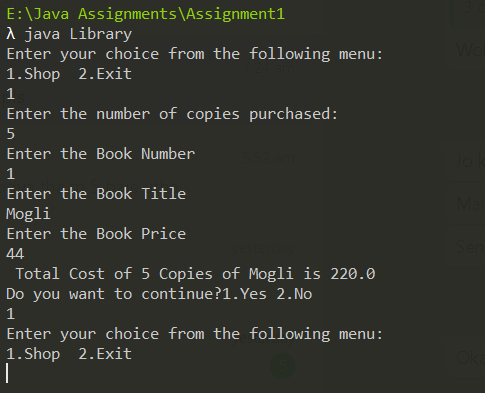 E:\Java Assignments\Assignment1
λ java Library
Enter your choice from the following menu:
1.Shop  2.Exit
1
Enter the number of copies purchased:
5
Enter the Book Number
1
Enter the Book Title
Mogli
Enter the Book Price
44
 Total Cost of 5 Copies of Mogli is 220.0
Do you want to continue?1.Yes 2.No
1
Enter your choice from the following menu:
1.Shop  2.Exit